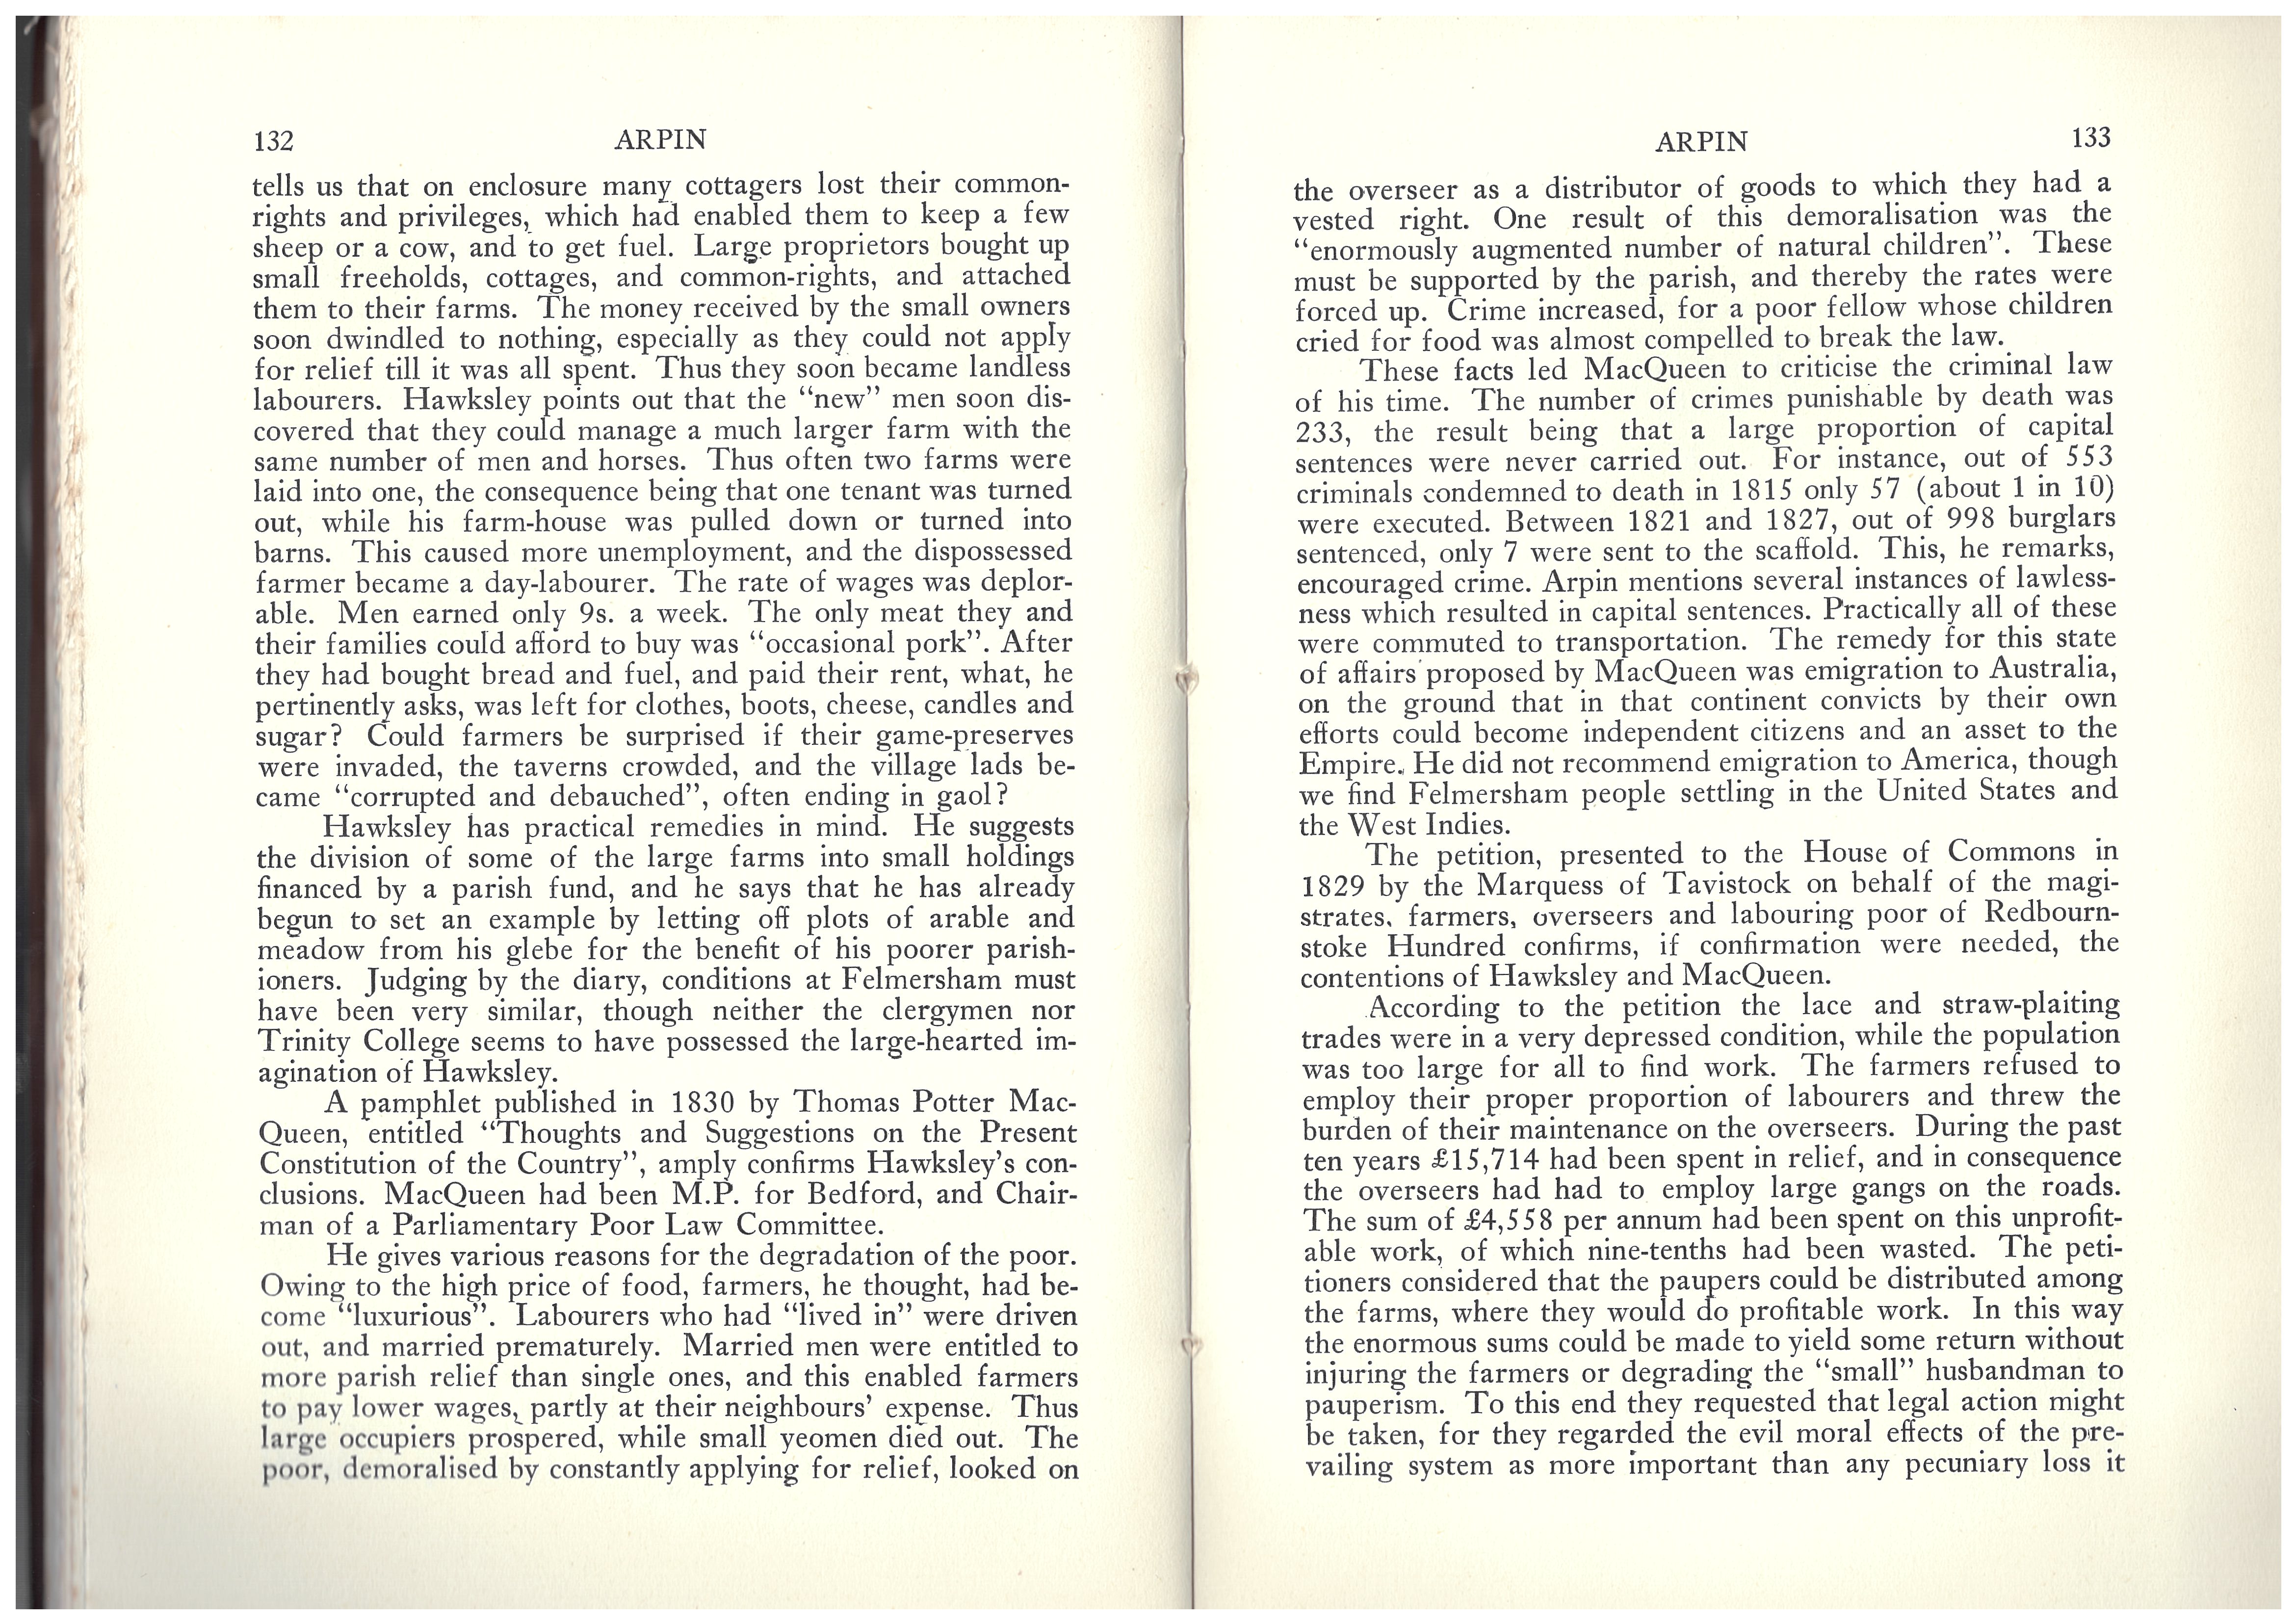 132 ARPIN
tells us that on enclosure many cottagers lost their common-
rights and privileges, which had enabled them to keep a few
sheep or a cow, and to get fuel. Large proprietors bought up
small freeholds, cottages, and common-rights, and attached
them to their farms. The money received by the small owners
soon dwindled to nothing, especially as they could not apply
for relief till it was all spent. Thus they soon became landless
labourers. Hawksley points out that the “new” men soon dis-
covered that they could manage a much larger farm with the
same number of men and horses. Thus often two farms were
laid into one, the consequence being that one tenant was turned
out, while his farm-house was pulled down or turned into
barns. This caused more unemployment, and the dispossessed
farmer became a day-labourer. The rate of wages was deplor-
able. Men earned only 9s. a week. The only meat they and
their families could afford to buy was “occasional pork”. After
they had bought bread and fuel, and paid their rent, what, he
pertinently asks, was left for clothes, boots, cheese, candles and
sugar? Could farmers be surprised if their game-preserves
were invaded, the taverns crowded, and the village lads be-
came “corrupted and debauched”, often ending in gaol?
Hawksley has practical remedies in mind. He suggests
the division of some of the large farms into small holdings
financed by a parish fund, and he says that he has already
begun to set an example by letting off plots of arable and
meadow from his glebe for the benefit of his poorer parish-
ioners. Judging by the diary, conditions at Felmersham must
have been very similar, though neither the clergymen nor
Trinity College seems to have possessed the large-hearted im-
agination of Hawksley.
A pamphlet published in 1830 by Thomas Potter Mac-
Queen, entitled “Thoughts and Suggestions on the Present
Constitution of the Country”, amply confirms Hawksley’s con-
clusions. MacQueen had been M.P. for Bedford, and Chair-
man of a Parliamentary Poor Law Committee.
He gives various reasons for the degradation of the poor.
Owing to the high price of food, farmers, he thought, had be-
come “luxurious”. Labourers who had “lived in” were driven
out, and married prematurely. Married men were entitled to
more parish relief than single ones, and this enabled farmers
to pay lower wages, partly at their neighbours’ expense. Thus
large occupiers prospered, while small yeomen died out. The
poor, demoralised by constantly applying for relief, looked on
ARPIN 133
the overseer as a distributor of goods to which they had a
vested right. One result of this demoralisation was the
“enormously augmented number of natural children”. These
must be supported by the parish, and thereby the rates were
forced up. Crime increased, for a poor fellow whose children
cried for food was almost compelled to break the law.
These facts led MacQueen to criticise the criminal law
of his time. The number of crimes punishable by death was
233, the result being that a large proportion of capital
sentences were never carried out. For instance, out of 553
criminals condemned to death in 1815 only 57 (about 1 in 10)
were executed. Between 1821 and 1827, out of 998 burglars
sentenced, only 7 were sent to the scaffold. This, he remarks,
encouraged crime. Arpin mentions several instances of lawless-
ness which resulted in capital sentences. Practically all of these
were commuted to transportation. The remedy for this state
of affairs proposed by MacQueen was emigration to Australia,
on the ground that in that continent convicts by their own
efforts could become independent citizens and an asset to the
Empire. He did not recommend emigration to America, though
we find Felmersham people settling in the United States and
the West Indies.
The petition, presented to the House of Commons in
1829 by the Marquess of Tavistock on behalf of the magi-
strates, farmers, overseers and labouring poor of Redbourn-
stoke Hundred confirms, if confirmation were needed, the
contentions of Hawksley and MacQueen.
According to the petition the lace and straw-plaiting
trades were in a very depressed condition, while the population
was too large for all to find work. The farmers refused to
employ their proper proportion of labourers and threw the
burden of their maintenance on the overseers. During the past
ten years £15,714 had been spent in relief, and in consequence
the overseers had had to employ large gangs on the roads.
The sum of £4,558 per annum had been spent on this unprofit-
able work, of which nine-tenths had been wasted. The peti-
tioners considered that the paupers could be distributed among
the farms, where they would do profitable work. In this way
the enormous sums could be made to yield some return without
injuring the farmers or degrading the “small” husbandman to
pauperism. To this end they requested that legal action might
be taken, for they regarded the evil moral effects of the pre-
vailing system as more important than any pecuniary loss it